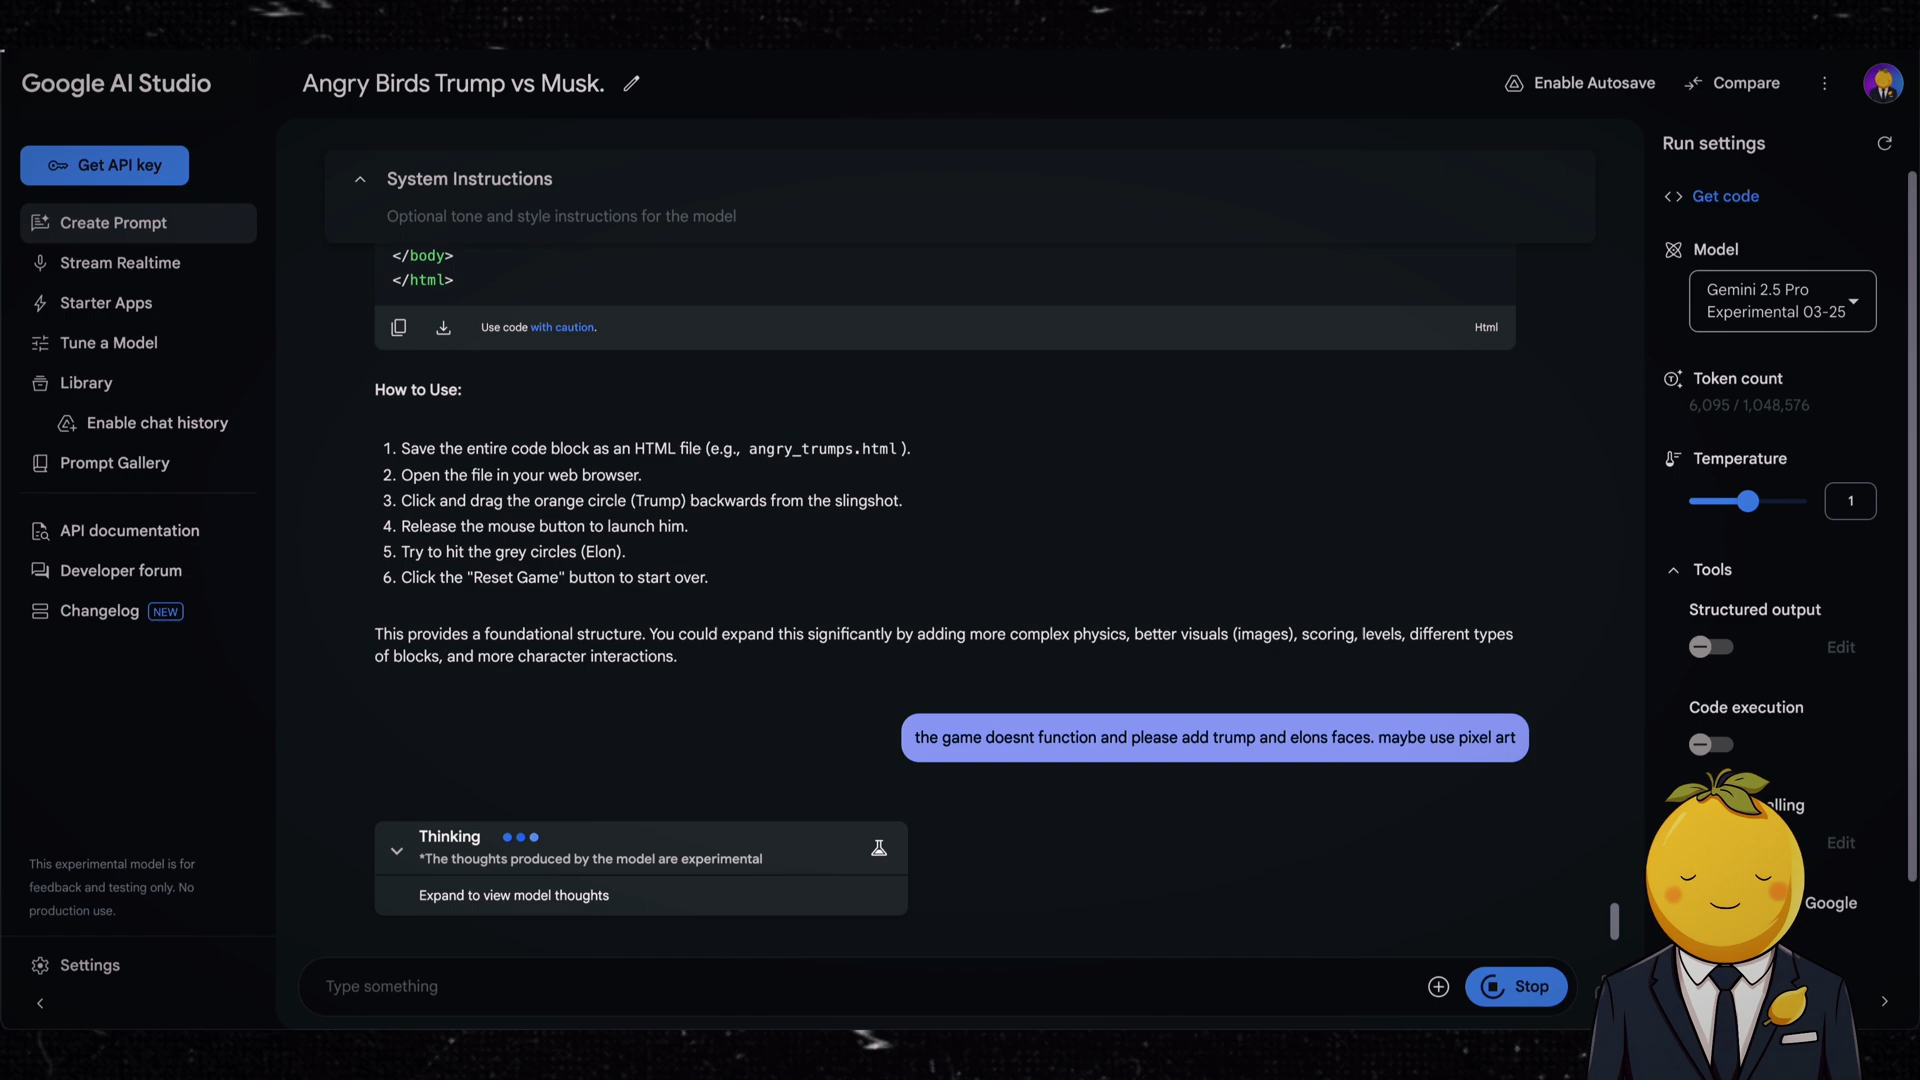 Google AI Studio
Angry Birds Trump vs Musk.
Enable Autosave
Compare
Get API key
Create Prompt
Stream Realtime
Starter Apps
Tune a Model
Library
Enable chat history
Prompt Gallery
API documentation
Developer forum
Changelog NEW
This experimental model is for
feedback and testing only. No
production use.
Settings
System Instructions
Optional tone and style instructions for the model
</body>
</html>
Use code with caution.
Html
How to Use:
1. Save the entire code block as an HTML file (e.g., angry_trumps.html ).
2. Open the file in your web browser.
3. Click and drag the orange circle (Trump) backwards from the slingshot.
4. Release the mouse button to launch him.
5. Try to hit the grey circles (Elon).
6. Click the "Reset Game" button to start over.
This provides a foundational structure. You could expand this significantly by adding more complex physics, better visuals (images), scoring, levels, different types
of blocks, and more character interactions.
the game doesnt function and please add trump and elons faces. maybe use pixel art
Thinking
*The thoughts produced by the model are experimental
Expand to view model thoughts
Type something
Stop
Run settings
Get code
Model
Gemini 2.5 Pro
Experimental 03-25
Token count
6,095 / 1,048,576
Temperature
1
Tools
Structured output
Edit
Code execution
Edit
Google